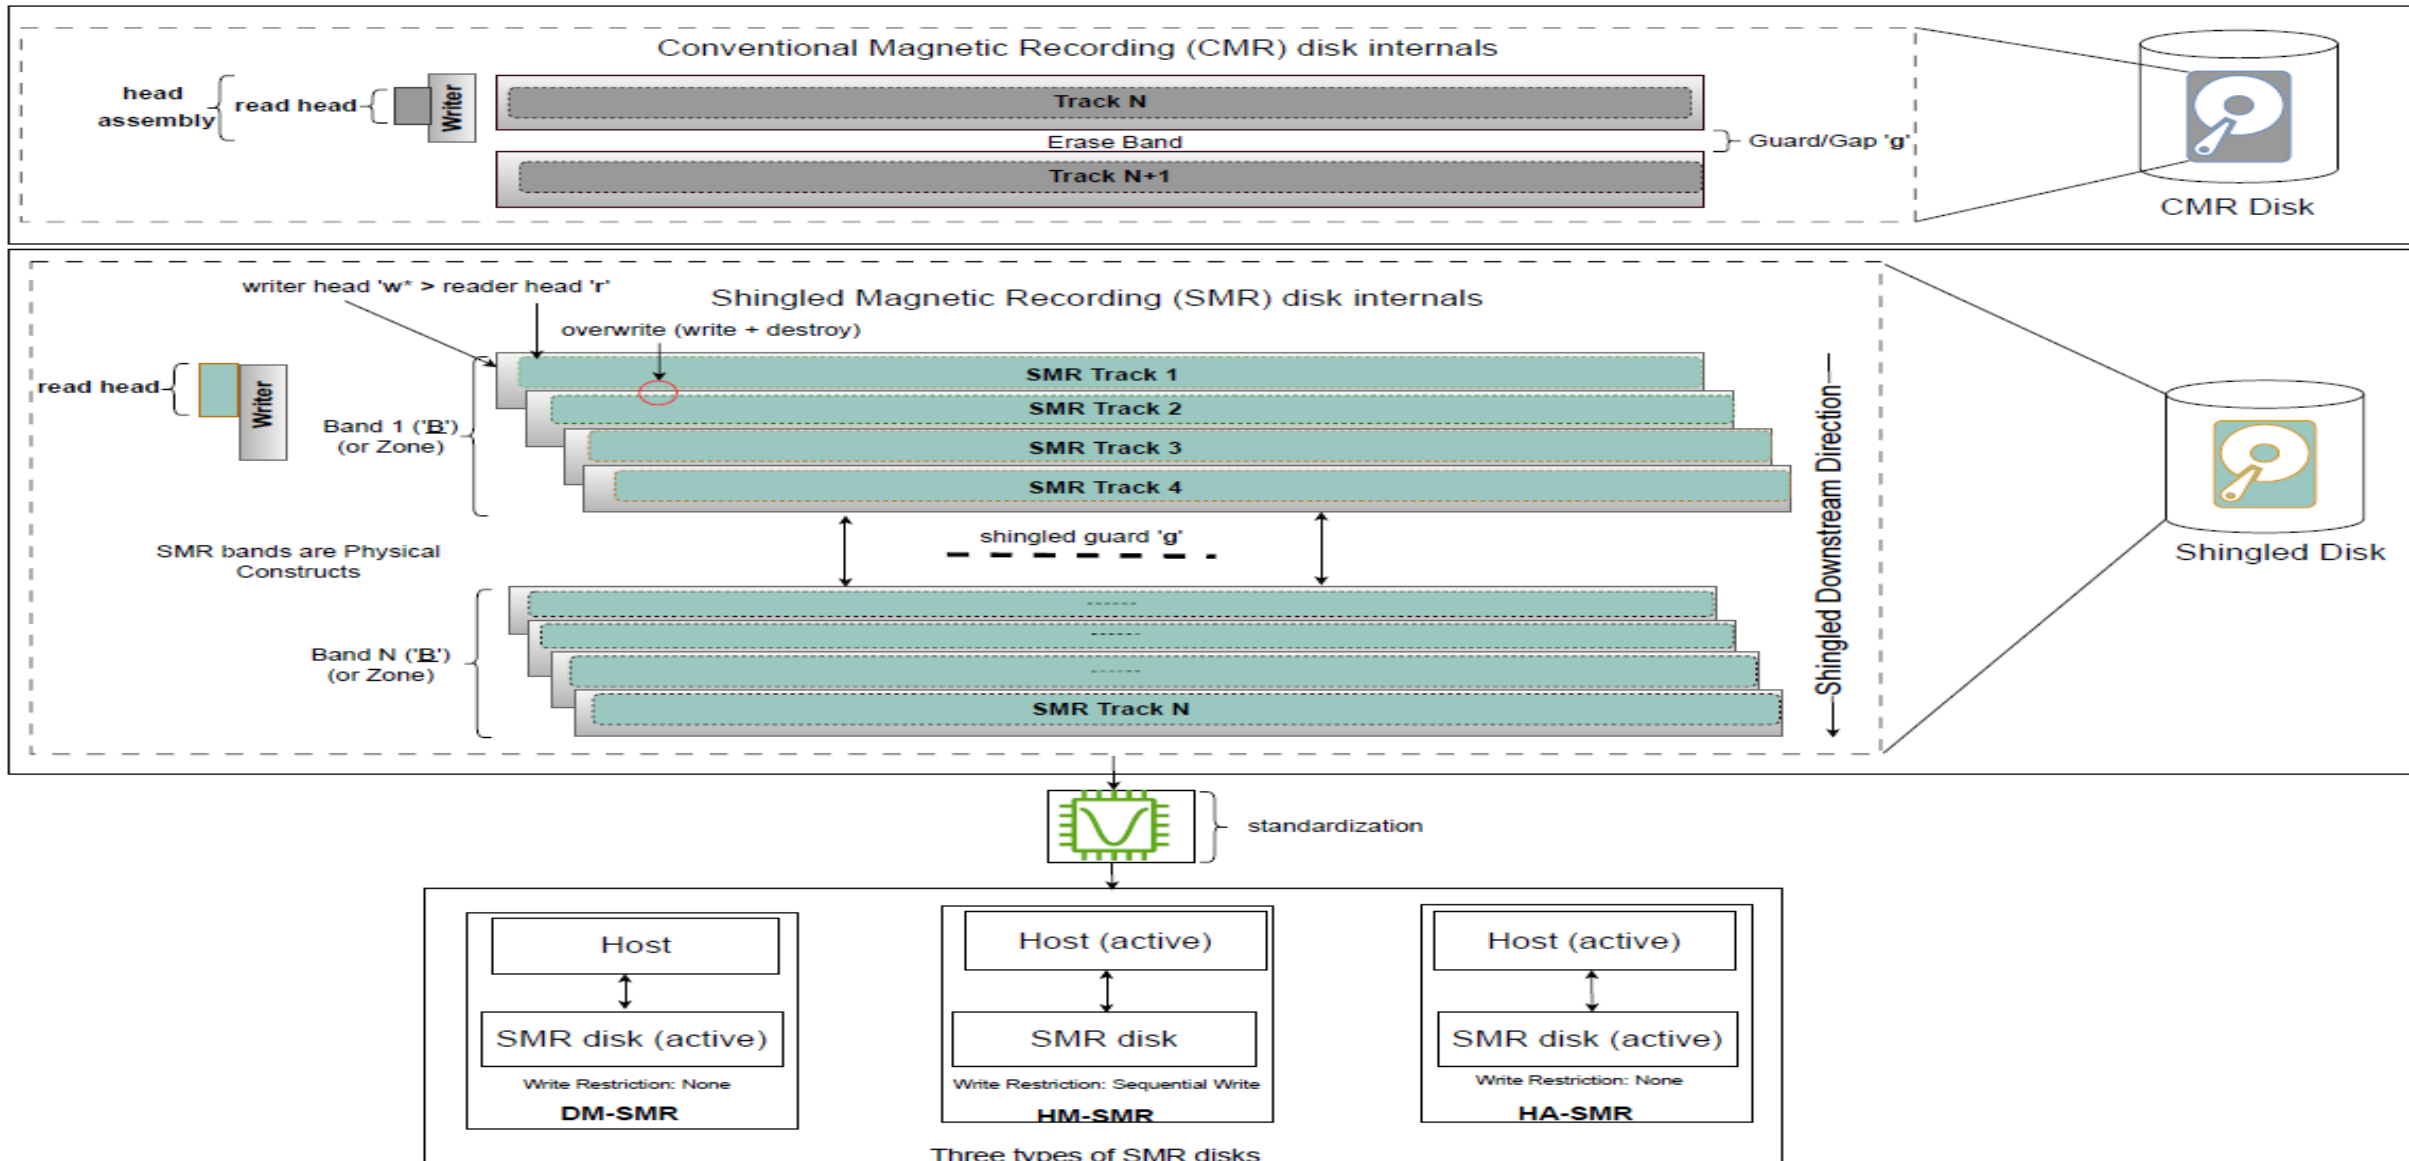 Conventional Magnetic Recording (CMR) disk internals
head
assembly
read head
Writer
Track N
Erase Band
Guard/Gap 'g'
Track N+1
CMR Disk
writer head 'w* > reader head 'r'
Shingled Magnetic Recording (SMR) disk internals
overwrite (write + destroy)
read head
Writer
SMR Track 1
SMR Track 2
Band 1 ('B')
(or Zone)
SMR Track 3
SMR Track 4
Shingled Downstream Direction
shingled guard 'g'
SMR bands are Physical
Constructs
Shingled Disk
------
------
Band N ('B')
(or Zone)
------
SMR Track N
standardization
Host
SMR disk (active)
Write Restriction: None
DM-SMR
Host (active)
SMR disk
Write Restriction: Sequential Write
HM-SMR
Host (active)
SMR disk (active)
Write Restriction: None
HA-SMR
Three types of SMR disks